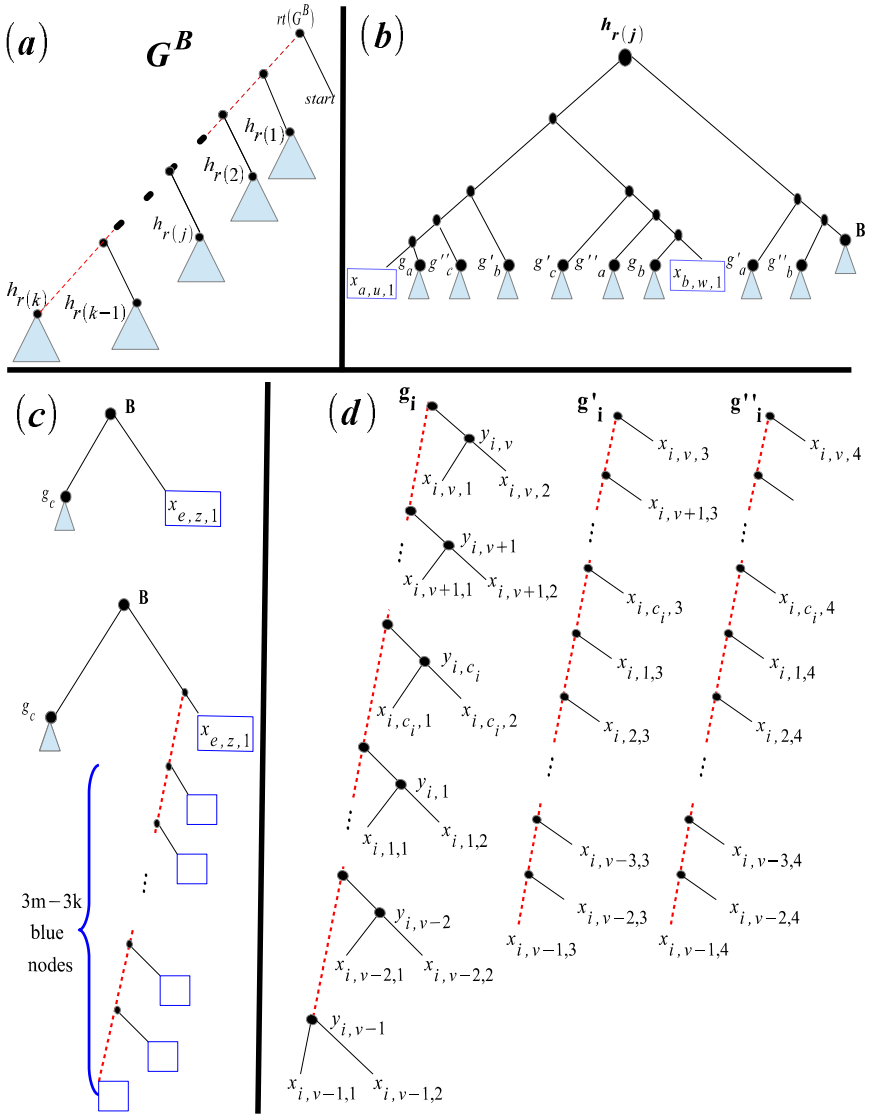 (a)
G^B
rt(G^B)
start
h_r(1)
h_r(2)
h_r(j)
h_r(k)
h_r(k−1)
(b)
h_r(j)
B
g_a g''_c g'_b g'_c g''_a g_b g'_a g''_b
x_a,u,1 x_b,w,1
(c)
B
g_c
x_e,z,1
B
g_c
x_e,z,1
3m−3k
blue
nodes
(d)
g_i g'_i g''_i
y_i,v x_i,v,3 x_i,v,4
x_i,v,1 x_i,v,2
x_i,v+1,3
y_i,v+1
x_i,v+1,1 x_i,v+1,2
x_i,c_i,3 x_i,c_i,4
y_i,c_i x_i,1,3 x_i,1,4
x_i,c_i,1 x_i,c_i,2
x_i,2,3 x_i,2,4
y_i,1
x_i,1,1 x_i,1,2
x_i,v−3,3 x_i,v−3,4
y_i,v−2 x_i,v−2,3 x_i,v−2,4
x_i,v−1,3 x_i,v−1,4
x_i,v−2,1 x_i,v−2,2
y_i,v−1
x_i,v−1,1 x_i,v−1,2